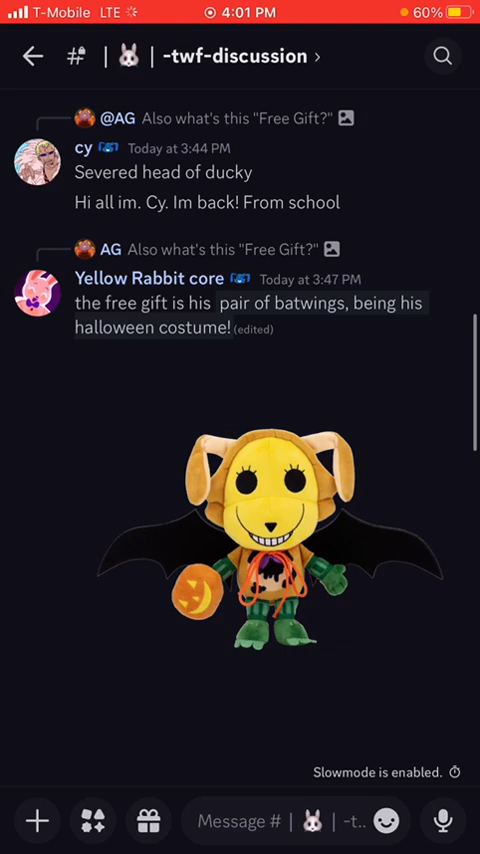 T-Mobile LTE 4:01 PM 60%
# | 🐰 | -twf-discussion ›
@AG Also what's this "Free Gift?"
cy Today at 3:44 PM
Severed head of ducky
Hi all im. Cy. Im back! From school
AG Also what's this "Free Gift?"
Yellow Rabbit core Today at 3:47 PM
the free gift is his pair of batwings, being his
halloween costume! (edited)
Slowmode is enabled.
Message # | 🐰 | -t..